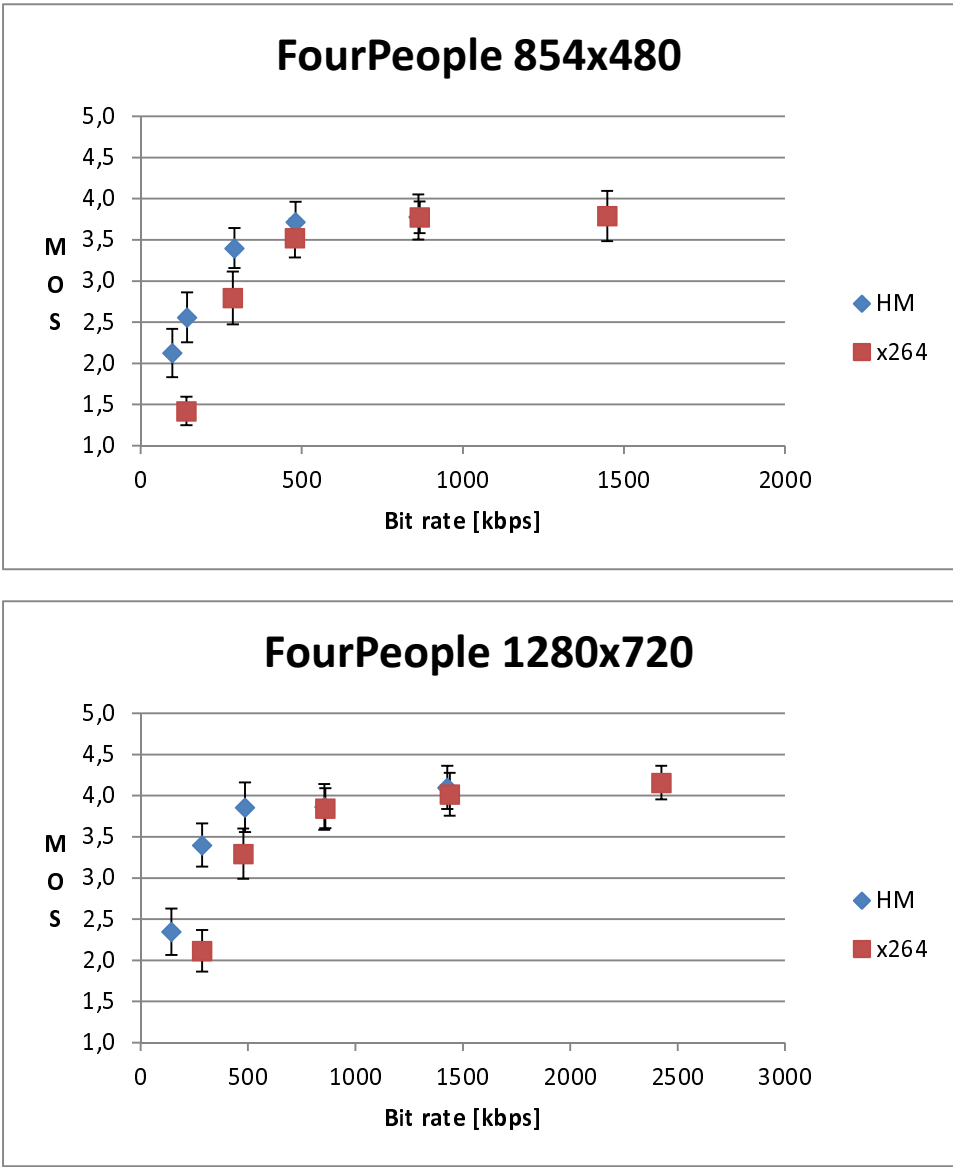 FourPeople 854x480
5,0
4,5
4,0
3,5
3,0
2,5
2,0
1,5
1,0
M
O
S
0 500 1000 1500 2000
Bit rate [kbps]
HM
x264
FourPeople 1280x720
5,0
4,5
4,0
3,5
3,0
2,5
2,0
1,5
1,0
M
O
S
0 500 1000 1500 2000 2500 3000
Bit rate [kbps]
HM
x264